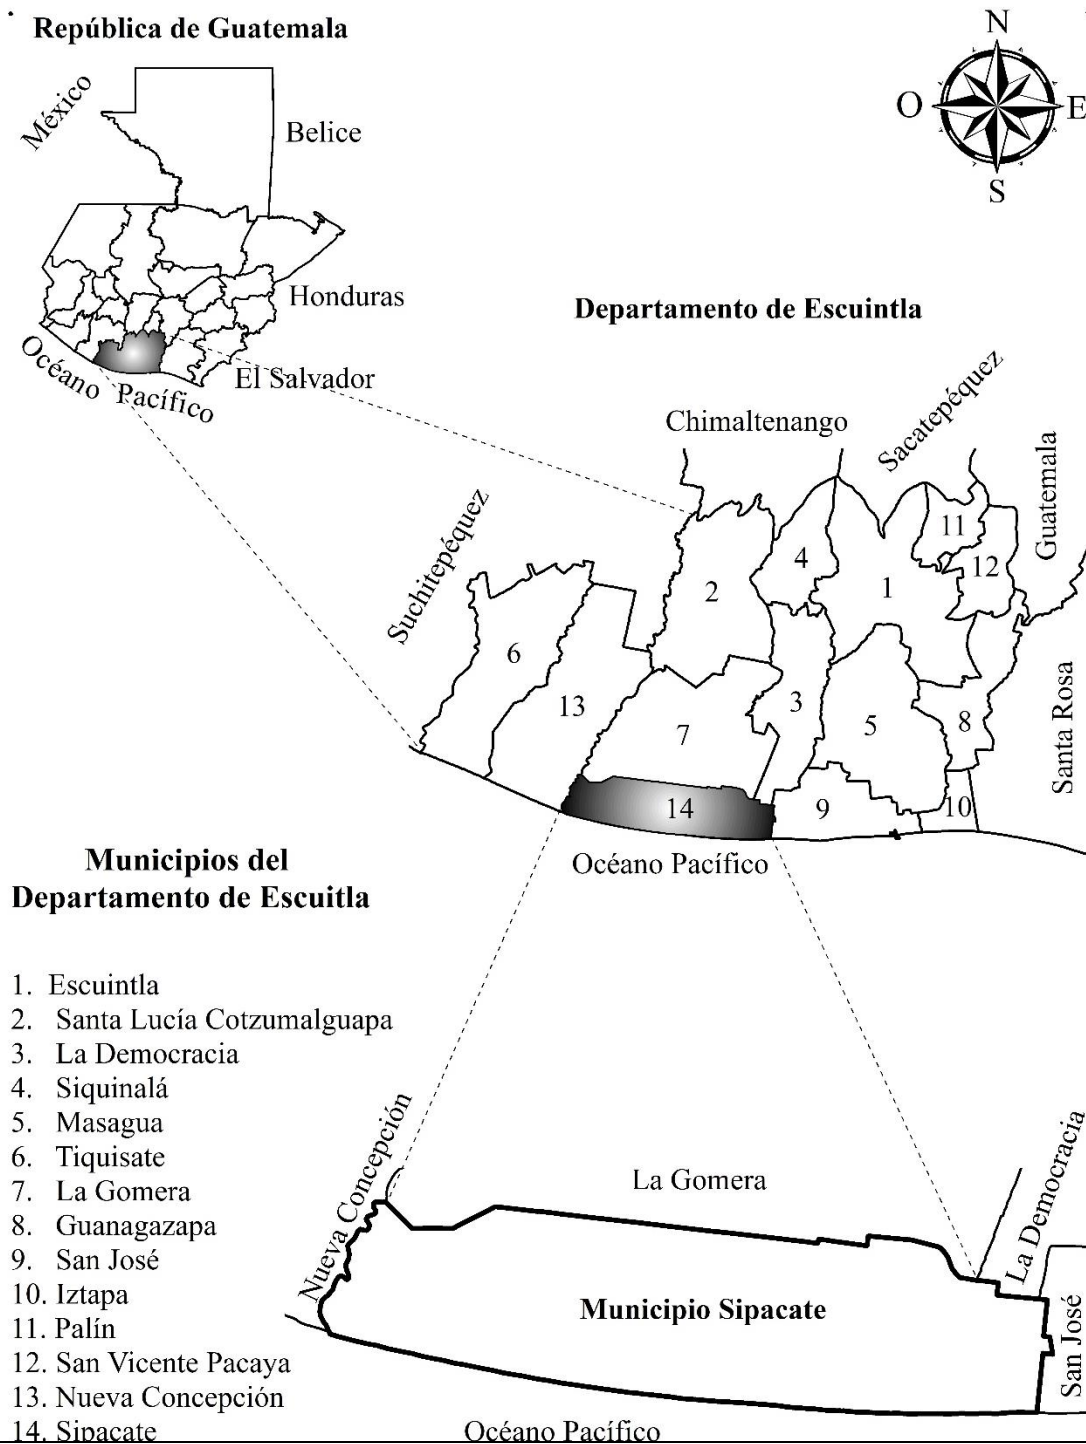 República de Guatemala
N
O
E
S
México
Belice
Honduras
El Salvador
Océano Pacífico
Departamento de Escuintla
Chimaltenango
Sacatepéquez
Guatemala
Suchitepéquez
Santa Rosa
11
4
12
2
1
6
13
3
7
5
8
14
9
10
Océano Pacífico
Municipios del
Departamento de Escuitla
1. Escuintla
2. Santa Lucía Cotzumalguapa
3. La Democracia
4. Siquinalá
5. Masagua
6. Tiquisate
7. La Gomera
8. Guanagazapa
9. San José
10. Iztapa
11. Palín
12. San Vicente Pacaya
13. Nueva Concepción
14. Sipacate
Nueva Concepción
La Gomera
La Democracia
Municipio Sipacate
San José
Océano Pacífico